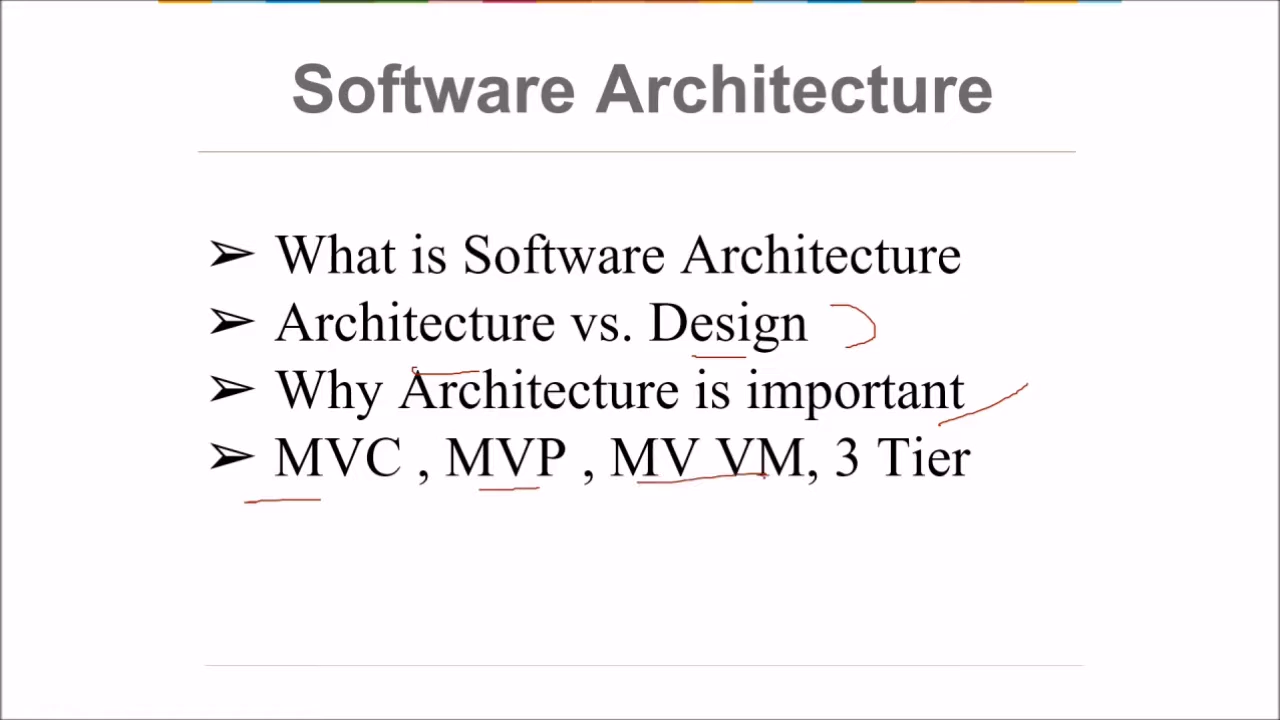 Software Architecture
➢ What is Software Architecture
➢ Architecture vs. Design
➢ Why Architecture is important
➢ MVC , MVP , MV VM, 3 Tier